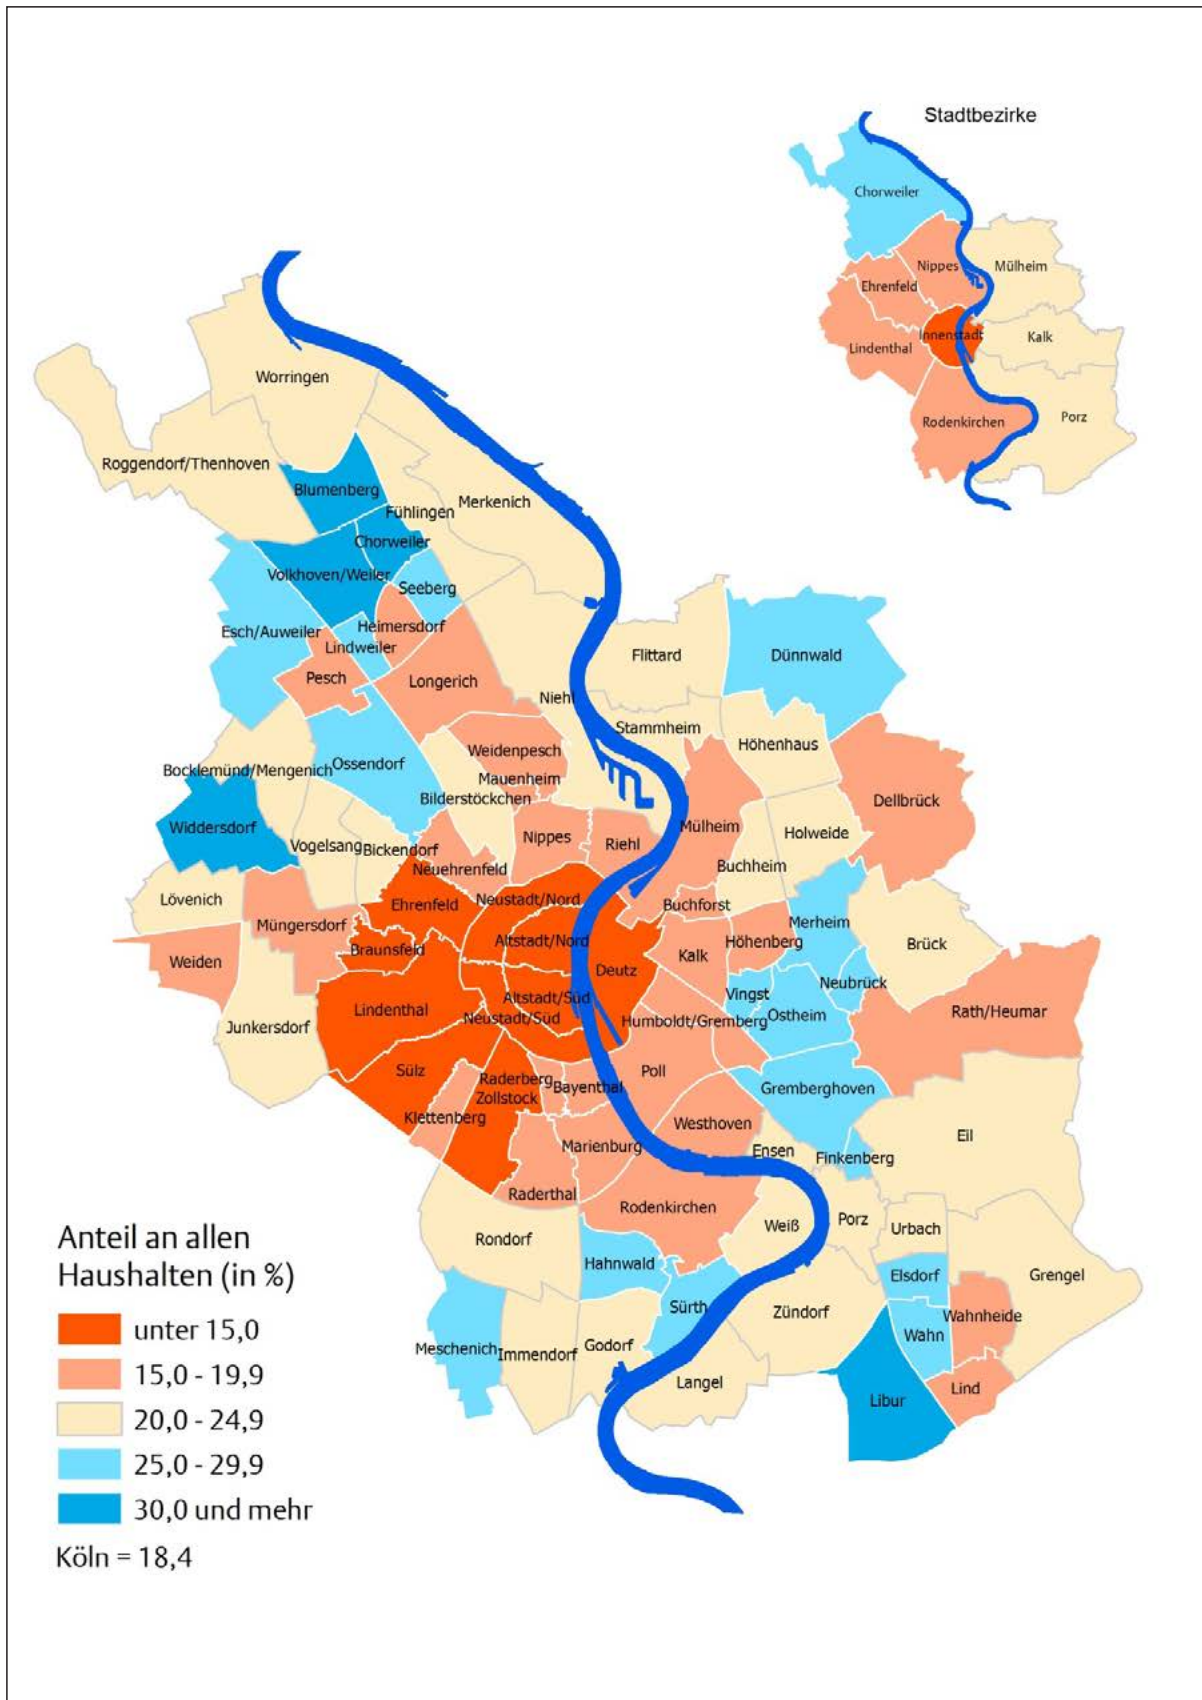 Stadtbezirke
Chorweiler
Nippes
Mülheim
Ehrenfeld
Innenstadt
Kalk
Lindenthal
Rodenkirchen
Porz
Worringen
Roggendorf/Thenhoven
Blumenberg
Merkenich
Fühlingen
Chorweiler
Volkhoven/Weiler
Seeberg
Heimersdorf
Esch/Auweiler
Lindweiler
Pesch
Longerich
Flittard
Dünnwald
Niehl
Stammheim
Höhenhaus
Weidenpesch
Ossendorf
Bocklemünd/Mengenich
Mauenheim
Bilderstöckchen
Dellbrück
Widdersdorf
Mülheim
Holweide
Nippes
Riehl
Vogelsang
Bickendorf
Buchheim
Neuehrenfeld
Lövenich
Neustadt/Nord
Ehrenfeld
Buchforst
Müngersdorf
Merheim
Altstadt/Nord
Höhenberg
Brück
Braunsfeld
Kalk
Weiden
Deutz
Neubrück
Vingst
Altstadt/Süd
Lindenthal
Rath/Heumar
Ostheim
Neustadt/Süd
Humboldt/Gremberg
Junkersdorf
Sülz
Poll
Raderberg
Bayenthal
Gremberghoven
Zollstock
Klettenberg
Westhoven
Eil
Marienburg
Ensen
Finkenberg
Raderthal
Rodenkirchen
Porz
Weiß
Urbach
Rondorf
Hahnwald
Elsdorf
Grengel
Sürth
Zündorf
Wahnheide
Wahn
Godorf
Meschenich
Immendorf
Langel
Lind
Libur
Anteil an allen
Haushalten (in %)
unter 15,0
15,0 - 19,9
20,0 - 24,9
25,0 - 29,9
30,0 und mehr
Köln = 18,4